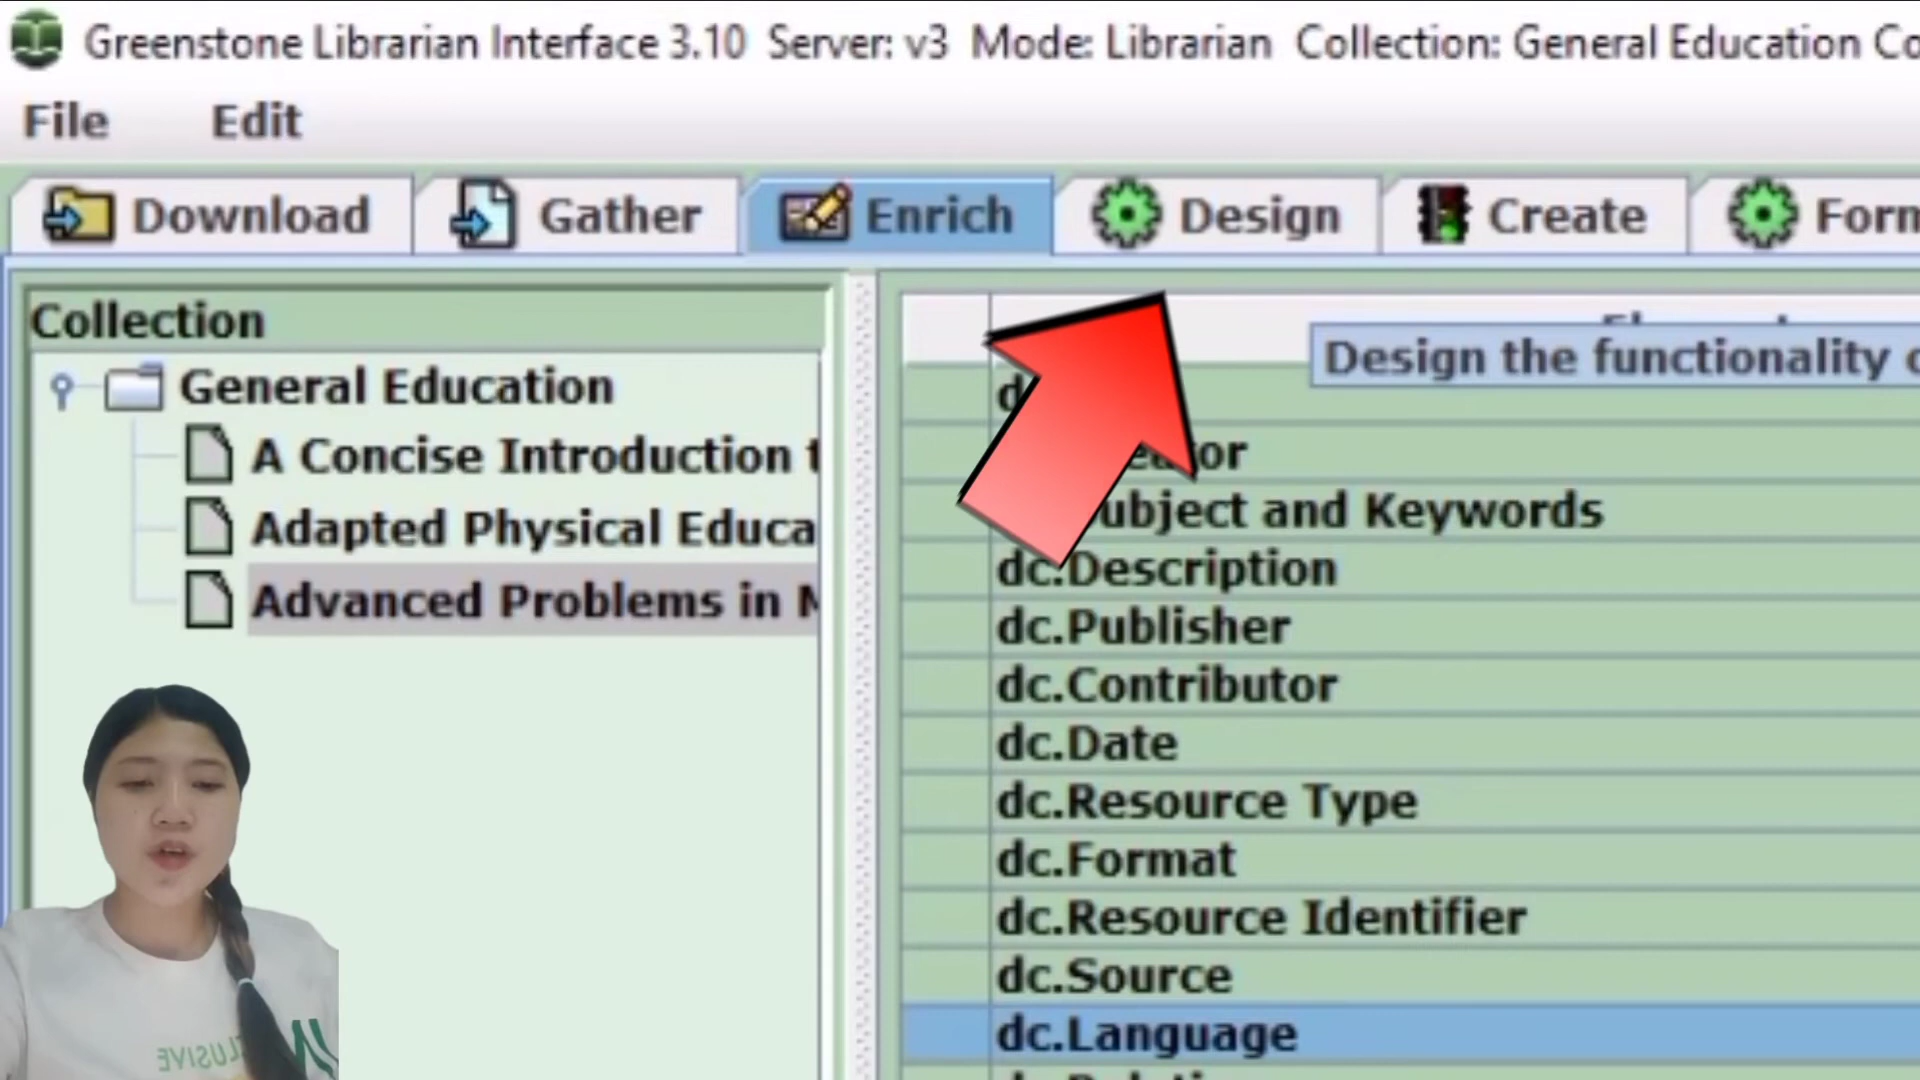 Greenstone Librarian Interface 3.10 Server: v3 Mode: Librarian Collection: General Education
File Edit
Download Gather Enrich Design Create
Collection
General Education
A Concise Introduction
Adapted Physical
Advanced Problems in
Design the functionality
Subject and Keywords
dc.Description
dc.Publisher
dc.Contributor
dc.Date
dc.Resource Type
dc.Format
dc.Resource Identifier
dc.Source
dc.Language